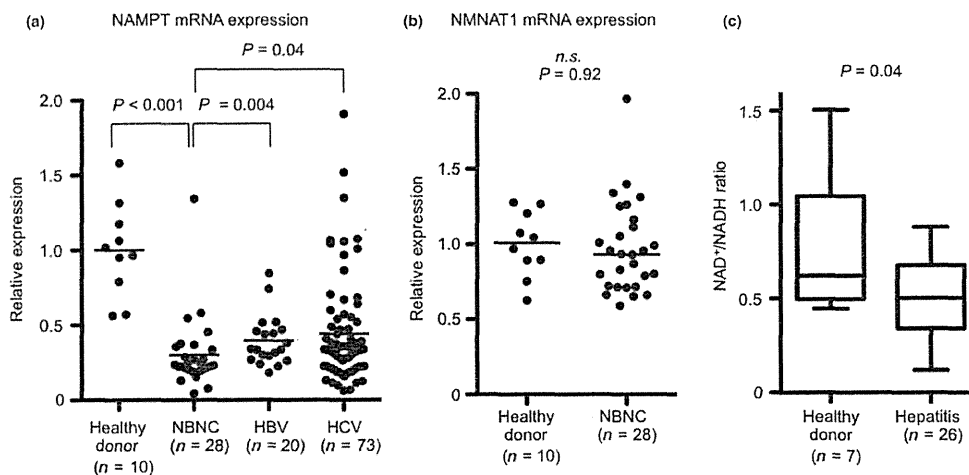 (a)
NAMPT mRNA expression
P = 0.04
P < 0.001
P = 0.004
Relative expression
2.0
1.5
1.0
0.5
0
Healthy donor (n = 10)
NBNC (n = 28)
HBV (n = 20)
HCV (n = 73)
(b)
NMNAT1 mRNA expression
n.s.
P = 0.92
Relative expression
2.0
1.5
1.0
0.5
0
Healthy donor (n = 10)
NBNC (n = 28)
(c)
P = 0.04
NAD⁺/NADH ratio
1.5
1.0
0.5
0
Healthy donor (n = 7)
Hepatitis (n = 26)